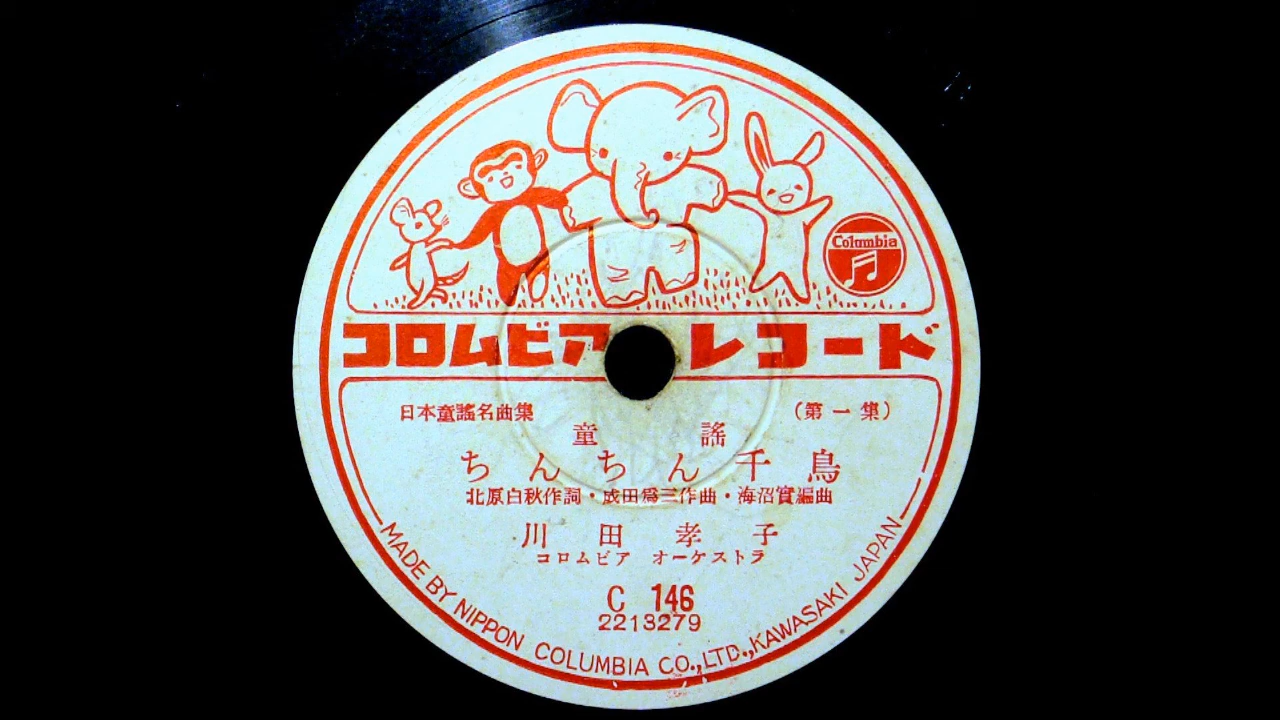 Columbia
コロムビア レコード
日本童謠名曲集 (第一集)
童謠
ちんちん千鳥
北原白秋作詞・成田爲三作曲・海沼實編曲
川田孝子
コロムビア オーケストラ
C 146
2213279
MADE BY NIPPON COLUMBIA CO.,LTD.,KAWASAKI JAPAN